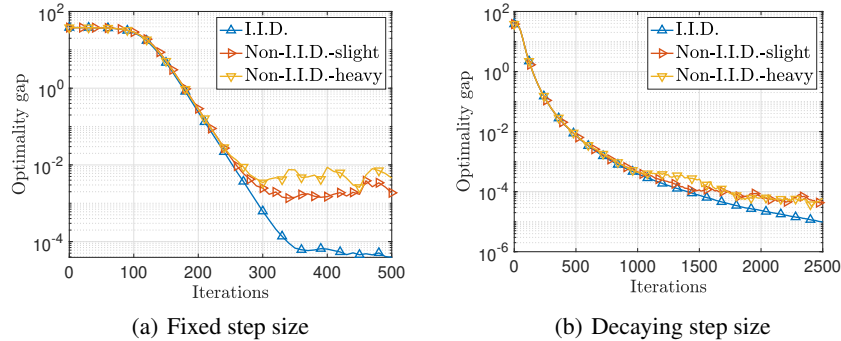 10^2
10^0
10^-2
10^-4
Optimality gap
0 100 200 300 400 500
Iterations
I.I.D.
Non-I.I.D.-slight
Non-I.I.D.-heavy
(a) Fixed step size
10^2
10^0
10^-2
10^-4
10^-6
Optimality gap
0 500 1000 1500 2000 2500
Iterations
I.I.D.
Non-I.I.D.-slight
Non-I.I.D.-heavy
(b) Decaying step size